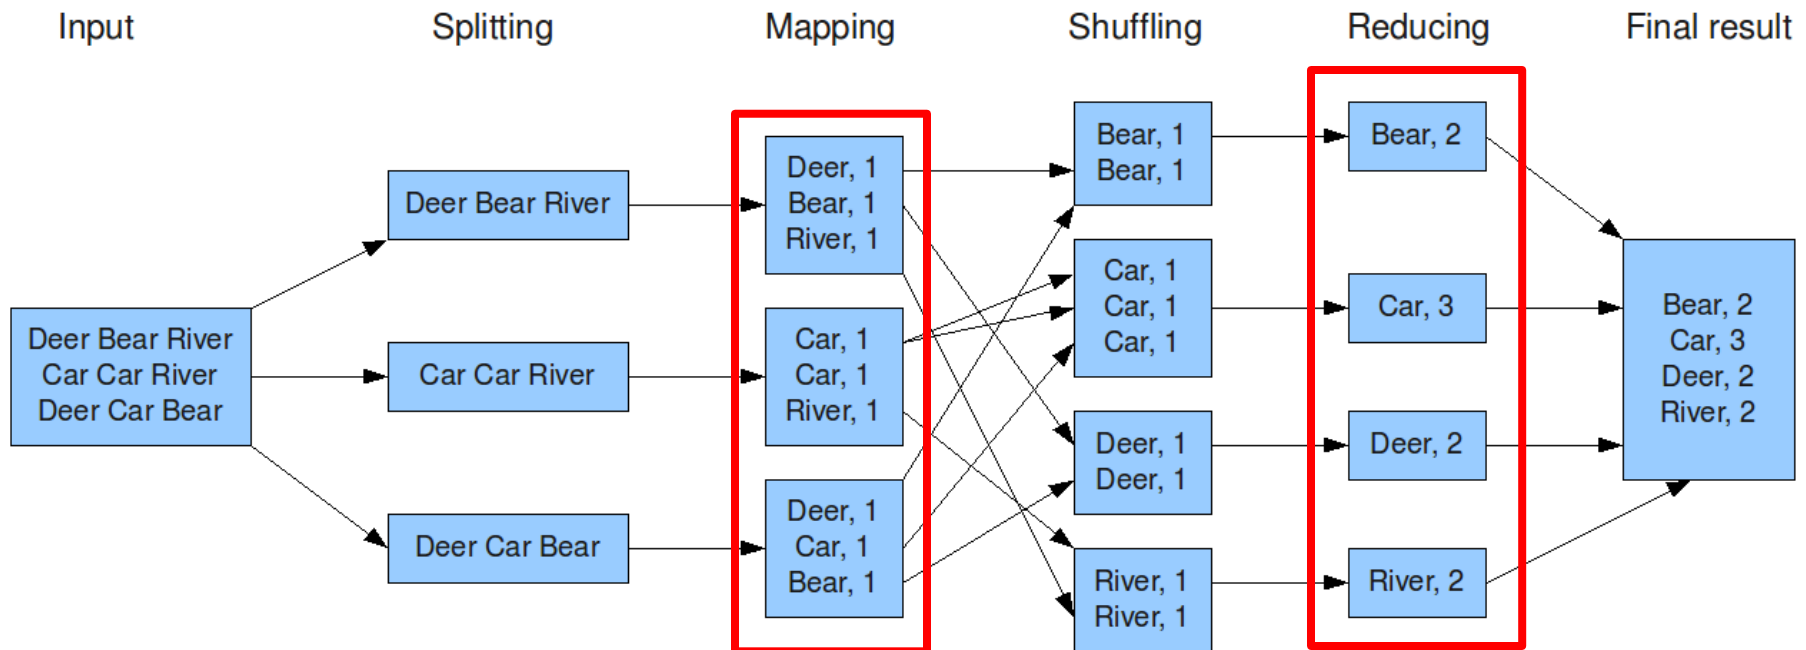 Input
Splitting
Mapping
Shuffling
Reducing
Final result
Deer Bear River
Car Car River
Deer Car Bear
Deer Bear River
Car Car River
Deer Car Bear
Deer, 1
Bear, 1
River, 1
Car, 1
Car, 1
River, 1
Deer, 1
Car, 1
Bear, 1
Bear, 1
Bear, 1
Car, 1
Car, 1
Car, 1
Deer, 1
Deer, 1
River, 1
River, 1
Bear, 2
Car, 3
Deer, 2
River, 2
Bear, 2
Car, 3
Deer, 2
River, 2